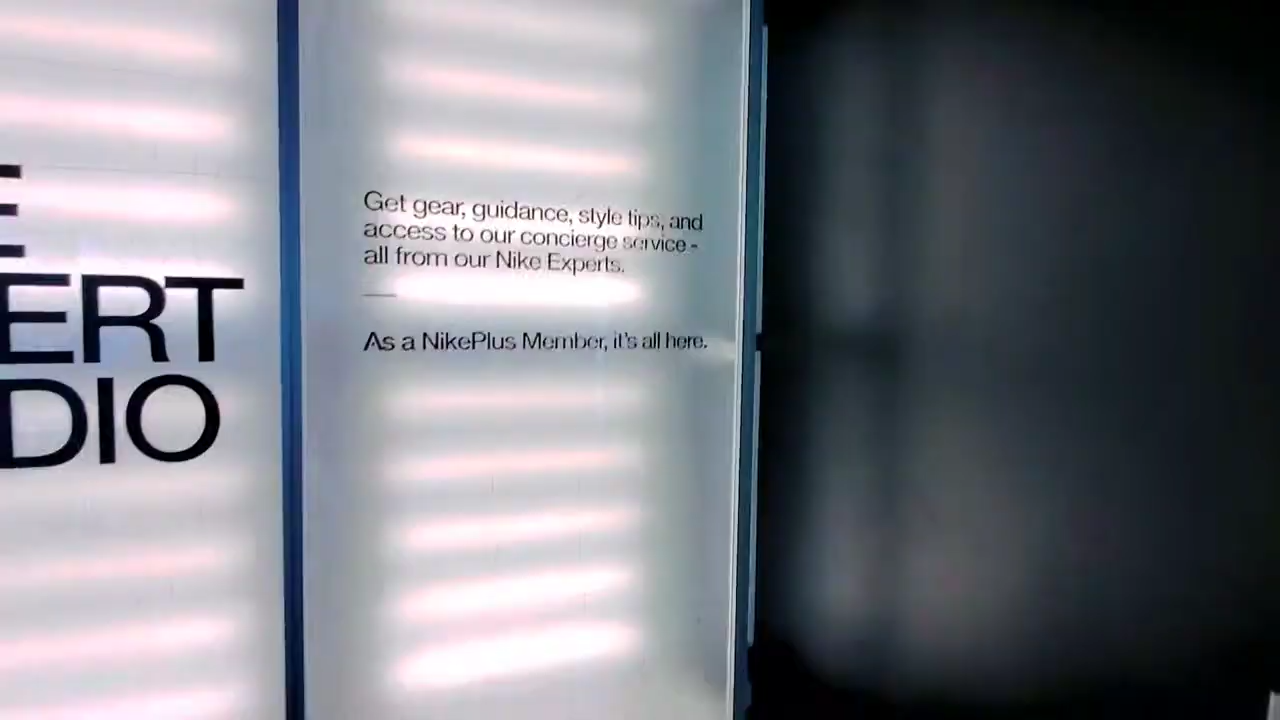 E
ERT
DIO
Get gear, guidance, style tips, and
access to our concierge service -
all from our Nike Experts.
As a NikePlus Member, it's all here.